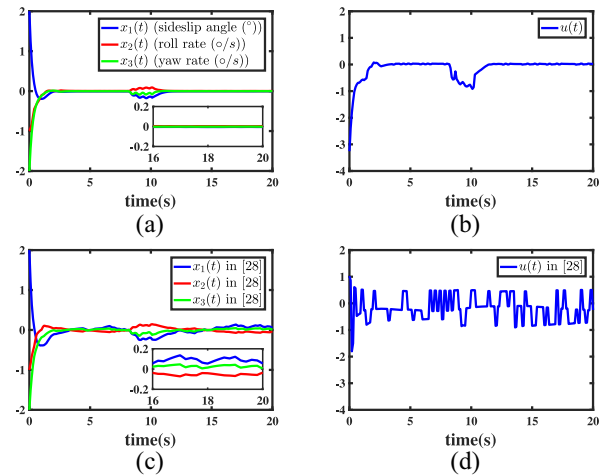 2
1
0
-1
-2
x₁(t) (sideslip angle (°))
x₂(t) (roll rate (∘/s)
x₃(t) (yaw rate (∘/s)
0.2
0
-0.2
16 18 20
0 5 10 15 20
time(s)
(a)
2
1
0
-1
-2
-3
-4
u(t)
0 5 10 15 20
time(s)
(b)
2
1
0
-1
-2
x₁(t) in [28]
x₂(t) in [28]
x₃(t) in [28]
0.2
0
-0.2
16 18 20
0 5 10 15 20
time(s)
(c)
2
1
0
-1
-2
-3
-4
u(t) in [28]
0 5 10 15 20
time(s)
(d)